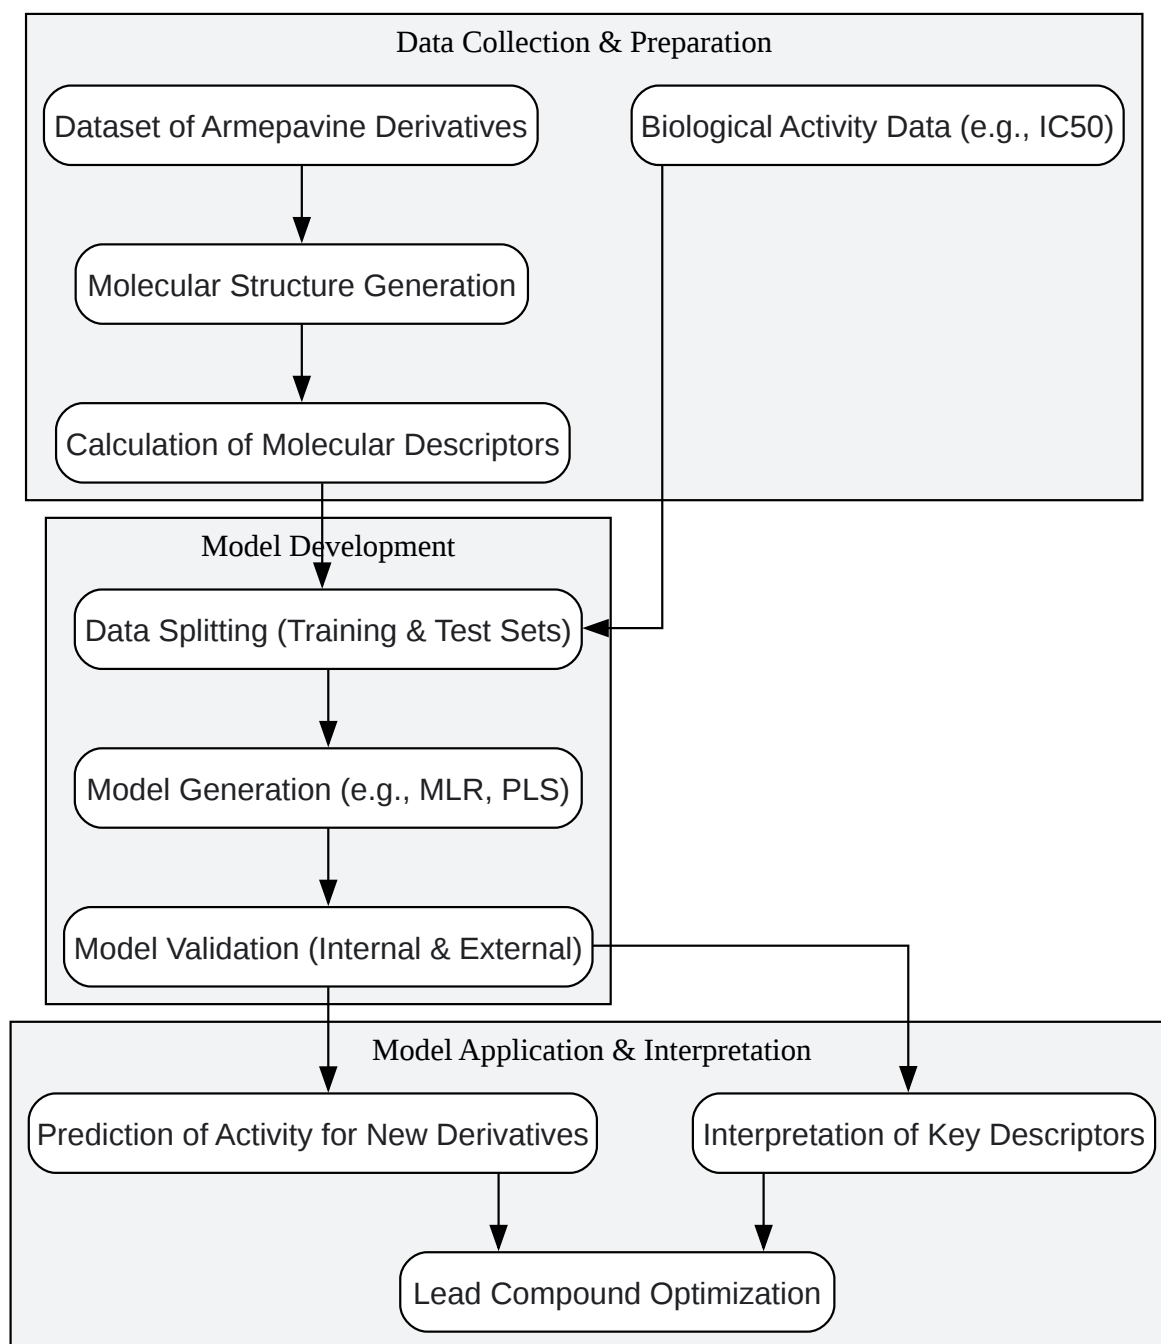 Data Collection & Preparation
Dataset of Armepavine Derivatives
Biological Activity Data (e.g., IC50)
Molecular Structure Generation
Calculation of Molecular Descriptors
Model Development
Data Splitting (Training & Test Sets)
Model Generation (e.g., MLR, PLS)
Model Validation (Internal & External)
Model Application & Interpretation
Prediction of Activity for New Derivatives
Interpretation of Key Descriptors
Lead Compound Optimization